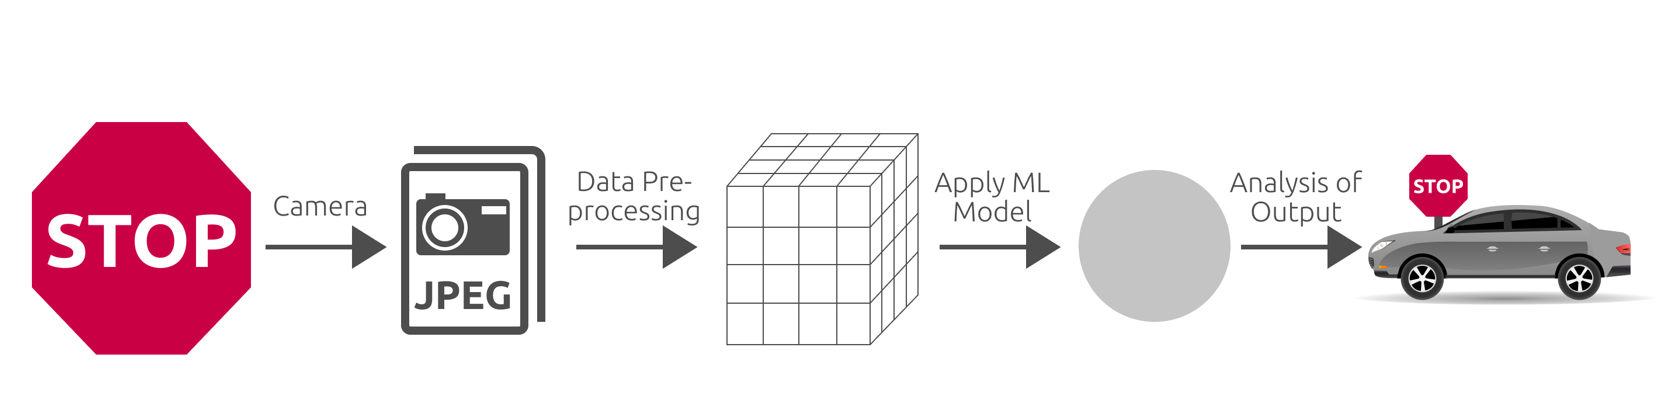 STOP
Camera
JPEG
Data Pre-
processing
Apply ML
Model
Analysis of
Output
STOP